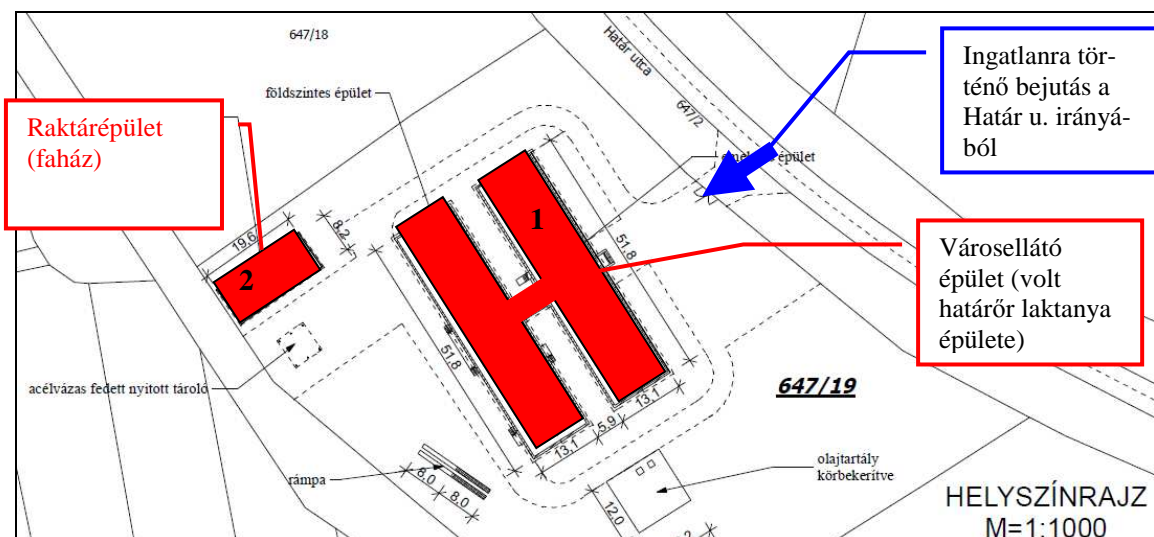 647/18
Határ utca
647/2
földszintes épület
Ingatlanra tör-
ténő bejutás a
Határ u. irányá-
ból
Raktárépület
(faház)
épület
1
51,8
8,2
19,6
2
Városellátó
épület (volt
határőr laktanya
épülete)
51,8
acélvázas fedett nyitott tároló
647/19
13,1
5,9
13,1
rámpa
8,0
8,0
olajtartály
körbekerítve
12,0
HELYSZÍNRAJZ
M=1:1000